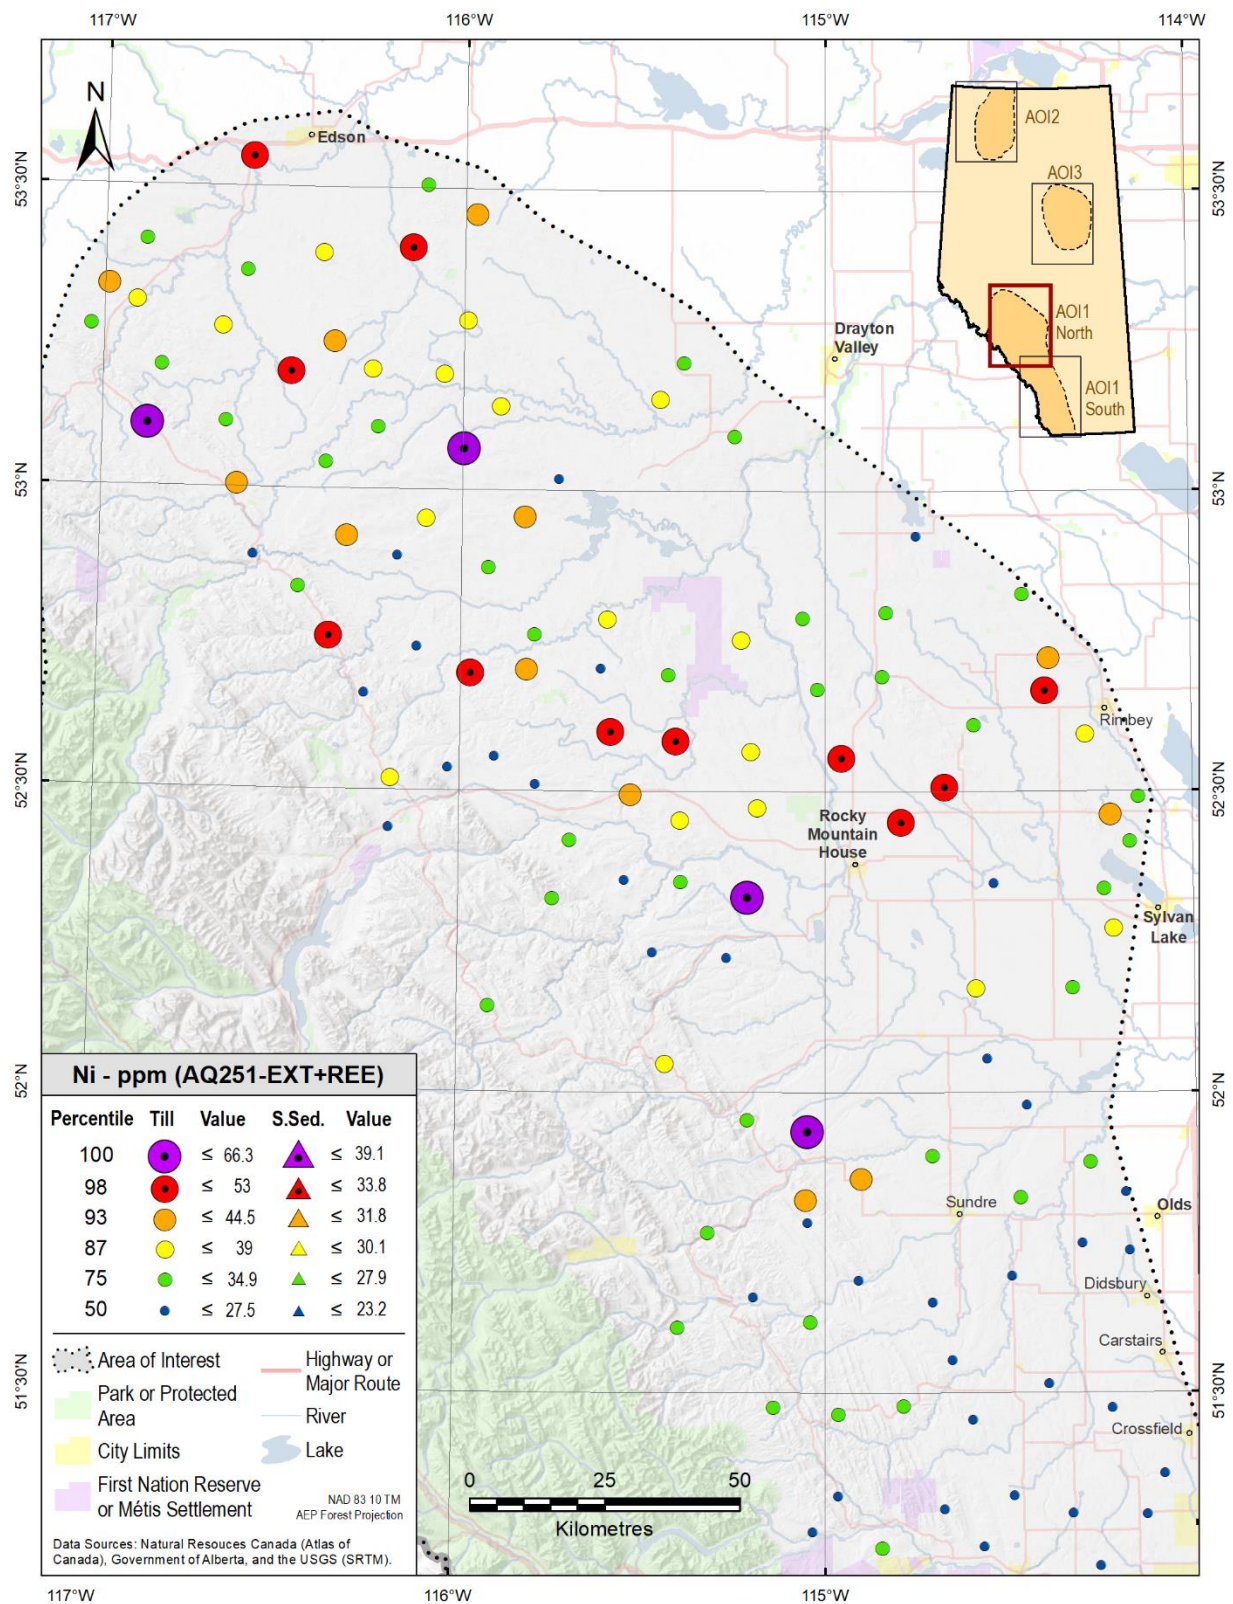 117°W 116°W 115°W 114°W
N
Edson
AOI2
AOI3
AOI1
North
AOI1
South
53°30'N 53°30'N
Drayton
Valley
53°N 53°N
Rimbey
52°30'N 52°30'N
Rocky
Mountain
House
Sylvan
Lake
52°N 52°N
Sundre
Olds
Didsbury
Carstairs
51°30'N 51°30'N
Crossfield
Ni - ppm (AQ251-EXT+REE)
Percentile Till Value S.Sed. Value
100 ≤ 66.3 ≤ 39.1
98 ≤ 53 ≤ 33.8
93 ≤ 44.5 ≤ 31.8
87 ≤ 39 ≤ 30.1
75 ≤ 34.9 ≤ 27.9
50 ≤ 27.5 ≤ 23.2
Area of Interest
Park or Protected
Area
City Limits
First Nation Reserve
or Métis Settlement
Highway or
Major Route
River
Lake
NAD 83 10 TM
AEP Forest Projection
Data Sources: Natural Resouces Canada (Atlas of
Canada), Government of Alberta, and the USGS (SRTM).
0 25 50
Kilometres
117°W 116°W 115°W